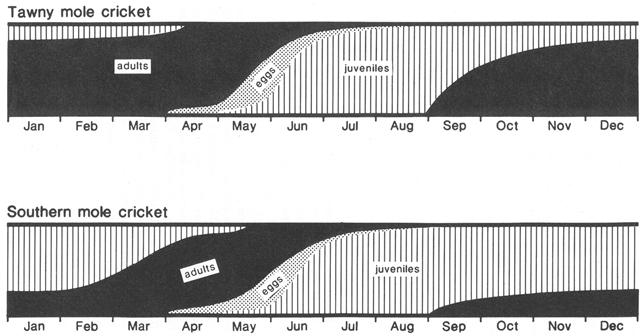 Tawny mole cricket
adults
eggs
juveniles
Jan Feb Mar Apr May Jun Jul Aug Sep Oct Nov Dec
Southern mole cricket
adults
eggs
juveniles
Jan Feb Mar Apr May Jun Jul Aug Sep Oct Nov Dec